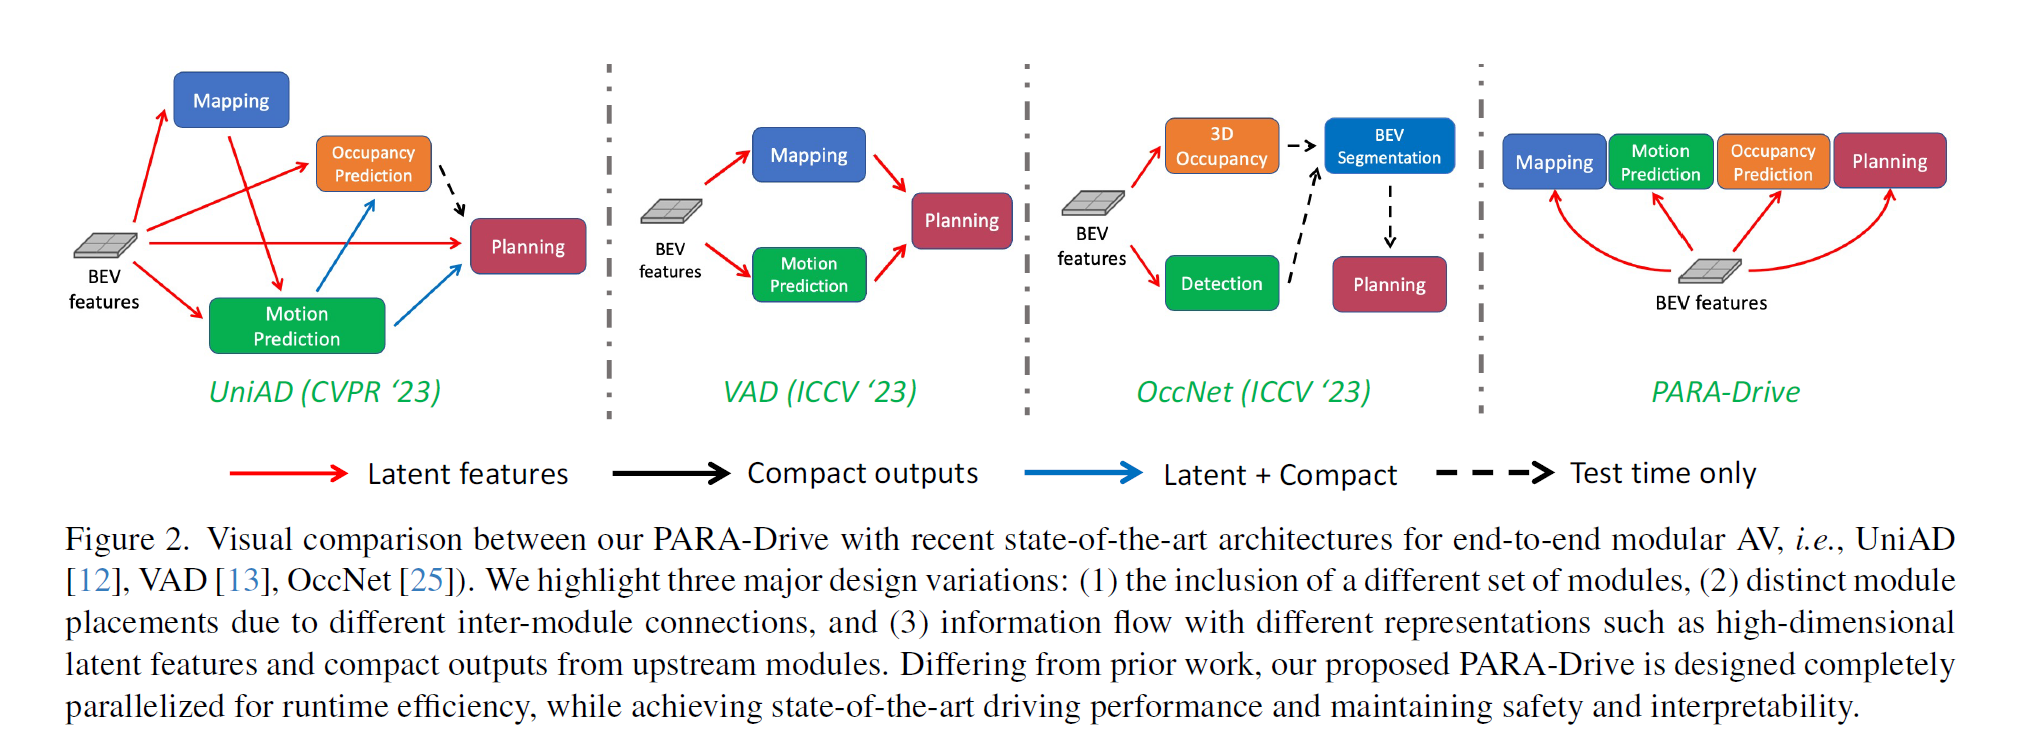 Mapping
Occupancy
Prediction
Planning
BEV
features
Motion
Prediction
UniAD (CVPR ‘23)
Mapping
Planning
BEV
features
Motion
Prediction
VAD (ICCV ‘23)
3D
Occupancy
BEV
Segmentation
BEV
features
Detection
Planning
OccNet (ICCV ‘23)
Mapping
Motion
Prediction
Occupancy
Prediction
Planning
BEV features
PARA-Drive
Latent features
Compact outputs
Latent + Compact
Test time only
Figure 2. Visual comparison between our PARA-Drive with recent state-of-the-art architectures for end-to-end modular AV, i.e., UniAD
[12], VAD [13], OccNet [25]). We highlight three major design variations: (1) the inclusion of a different set of modules, (2) distinct module
placements due to different inter-module connections, and (3) information flow with different representations such as high-dimensional
latent features and compact outputs from upstream modules. Differing from prior work, our proposed PARA-Drive is designed completely
parallelized for runtime efficiency, while achieving state-of-the-art driving performance and maintaining safety and interpretability.